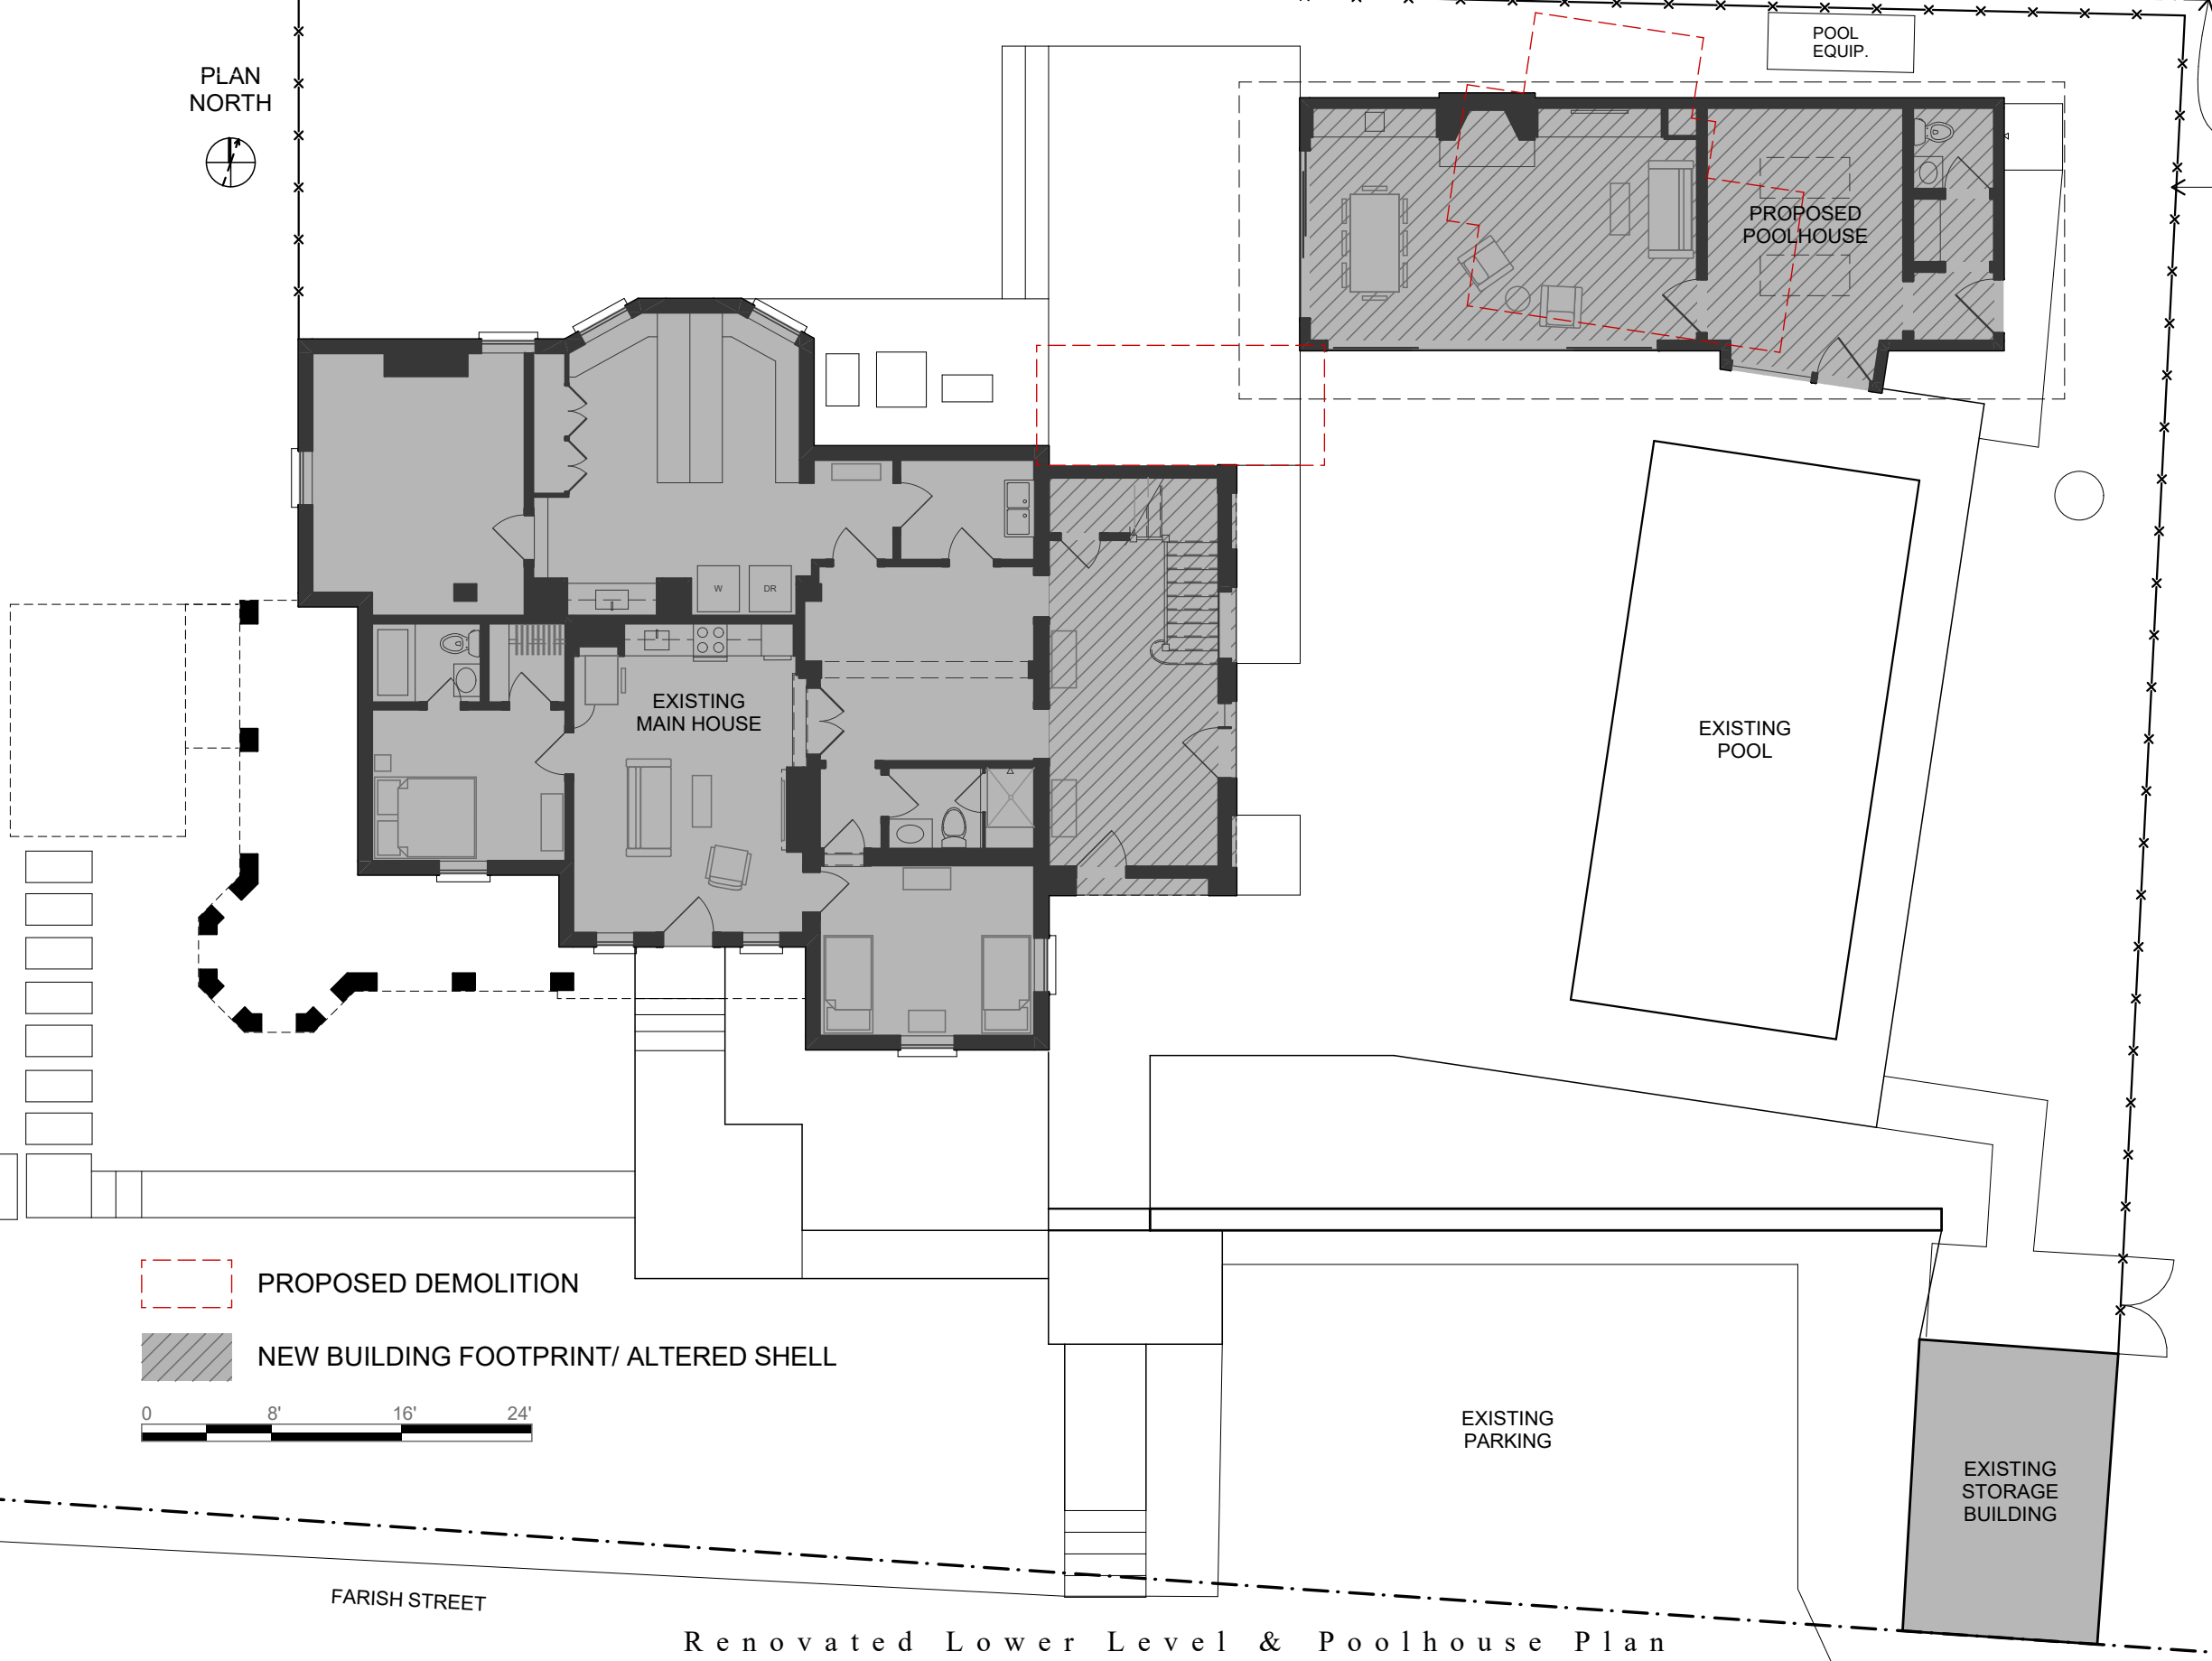 PLAN
NORTH
POOL
EQUIP.
PROPOSED
POOLHOUSE
W
DR
EXISTING
MAIN HOUSE
EXISTING
POOL
PROPOSED DEMOLITION
NEW BUILDING FOOTPRINT/ ALTERED SHELL
0 8' 16' 24'
EXISTING
PARKING
EXISTING
STORAGE
BUILDING
FARISH STREET
Renovated Lower Level & Poolhouse Plan